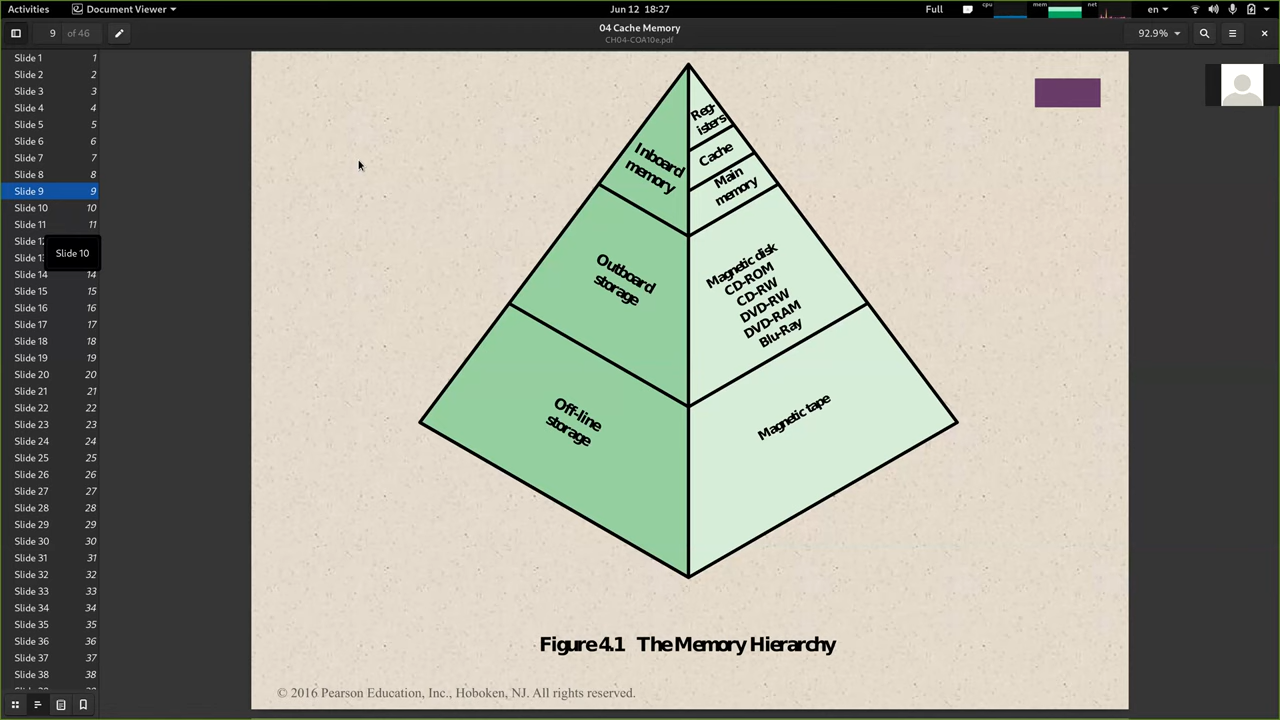 Activities
Document Viewer
Jun 12 18:27
Full
cpu
mem
net
en
9 of 46
04 Cache Memory
CH04-COA10e.pdf
92.9%
Slide 1 1
Slide 2 2
Slide 3 3
Slide 4 4
Slide 5 5
Slide 6 6
Slide 7 7
Slide 8 8
Slide 9 9
Slide 10 10
Slide 11 11
Slide 12
Slide 13
Slide 10
Slide 14 14
Slide 15 15
Slide 16 16
Slide 17 17
Slide 18 18
Slide 19 19
Slide 20 20
Slide 21 21
Slide 22 22
Slide 23 23
Slide 24 24
Slide 25 25
Slide 26 26
Slide 27 27
Slide 28 28
Slide 29 29
Slide 30 30
Slide 31 31
Slide 32 32
Slide 33 33
Slide 34 34
Slide 35 35
Slide 36 36
Slide 37 37
Slide 38 38
Inboard
memory
Reg-
isters
Cache
Main
memory
Outboard
storage
Magnetic disk
CD-ROM
CD-RW
DVD-RW
DVD-RAM
Blu-Ray
Off-line
storage
Magnetic tape
Figure 4.1 The Memory Hierarchy
© 2016 Pearson Education, Inc., Hoboken, NJ. All rights reserved.